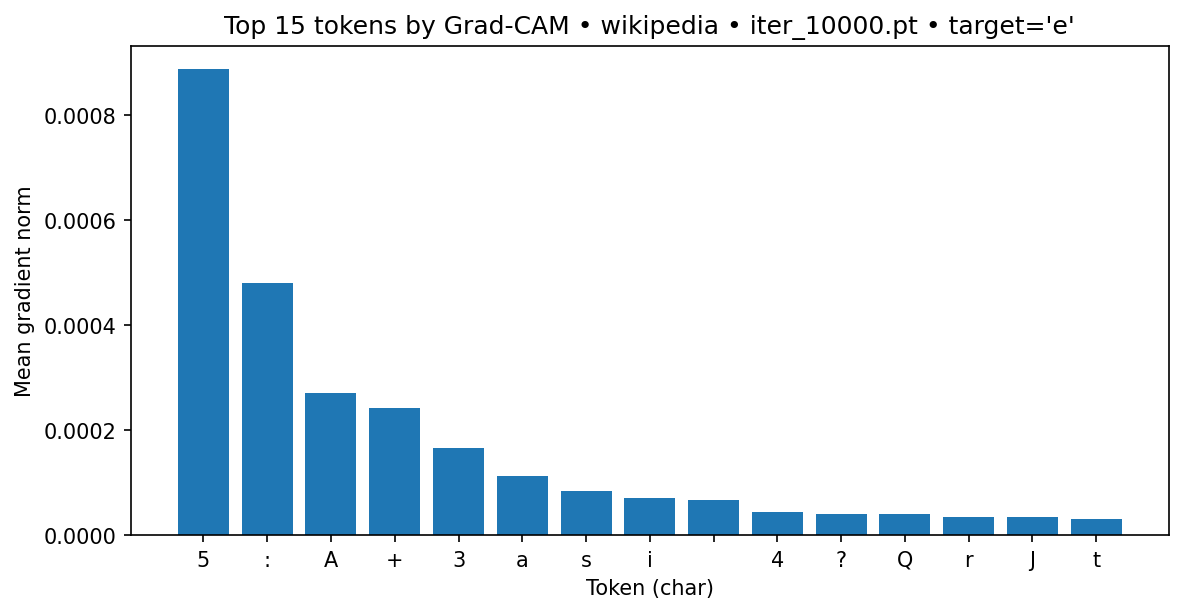 Top 15 tokens by Grad-CAM • wikipedia • iter_10000.pt • target='e'
Mean gradient norm
0.0008
0.0006
0.0004
0.0002
0.0000
5 : A + 3 a s i 4 ? Q r J t
Token (char)